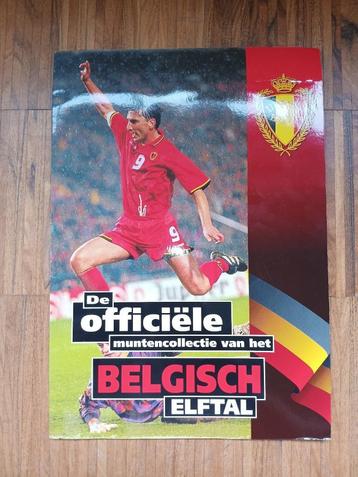 9
9
De
officiële
muntencollectie van het
BELGISCH
ELFTAL